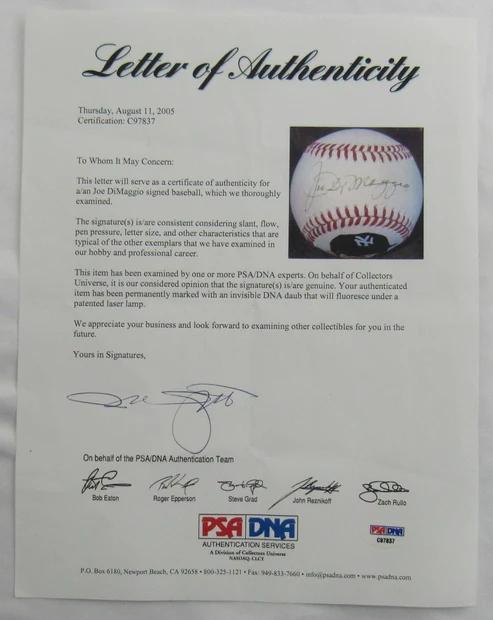 Letter of Authenticity
Thursday, August 11, 2005
Certification: C97837
To Whom It May Concern:
This letter will serve as a certificate of authenticity for
a/an Joe DiMaggio signed baseball, which we thoroughly
examined.
The signature(s) is/are consistent considering slant, flow,
pen pressure, letter size, and other characteristics that are
typical of the other exemplars that we have examined in
our hobby and professional career.
Joe DiMaggio
NY
This item has been examined by one or more PSA/DNA experts. On behalf of Collectors
Universe, it is our considered opinion that the signature(s) is/are genuine. Your authenticated
item has been permanently marked with an invisible DNA daub that will fluoresce under a
patented laser lamp.
We appreciate your business and look forward to examining other collectibles for you in the
future.
Yours in Signatures,
On behalf of the PSA/DNA Authentication Team
Bob Eaton Roger Epperson Steve Grad John Reznikoff Zach Rullo
PSA DNA
AUTHENTICATION SERVICES
A Division of Collectors Universe
NASDAQ: CLCT
PSA DNA
C97837
P.O. Box 6180, Newport Beach, CA 92658 • 800-325-1121 • Fax: 949-833-7660 • info@psadna.com • www.psadna.com